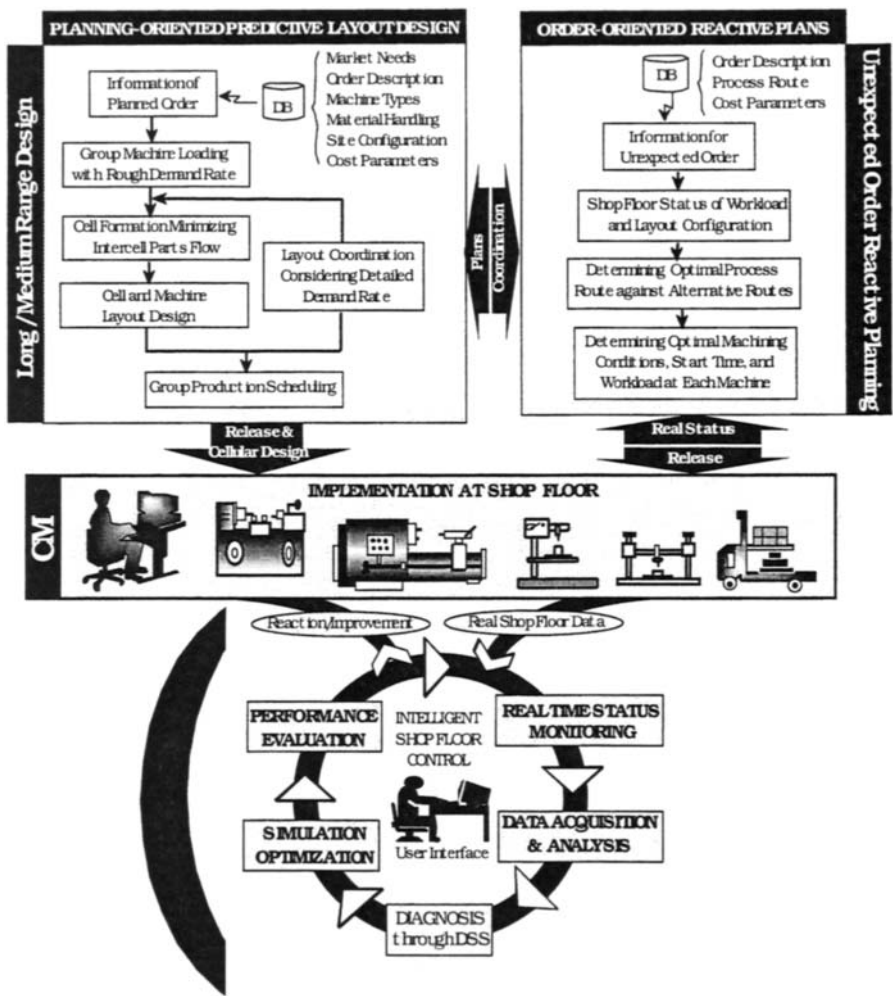 PLANNING-ORIENTED PREDICTIVE LAYOUT DESIGN
Long / Medium Range Design
Information of
Planned Order
DB
Market Needs
Order Description
Machine Types
Material Handling
Site Configuration
Cost Parameters
Group Machine Loading
with Rough Demand Rate
Cell Formation Minimizing
Intercell Parts Flow
Layout Coordination
Considering Detailed
Demand Rate
Cell and Machine
Layout Design
Group Production Scheduling
Plans
Coordination
ORDER-ORIENTED REACTIVE PLANS
Unexpected Order Reactive Planning
DB
Order Description
Process Route
Cost Parameters
Information for
Unexpected Order
Shop Floor Status of Workload
and Layout Configuration
Determining Optimal Process
Route against Alternative Routes
Determining Optimal Machining
Conditions, Start Time, and
Workload at Each Machine
Release &
Cellular Design
Real Status
Release
CM
IMPLEMENTATION AT SHOP FLOOR
Reaction/Improvement
Real Shop Floor Data
PERFORMANCE
EVALUATION
INTELLIGENT
SHOP FLOOR
CONTROL
REAL TIME STATUS
MONITORING
SIMULATION
OPTIMIZATION
User Interface
DATA ACQUISITION
& ANALYSIS
DIAGNOSIS
through DSS